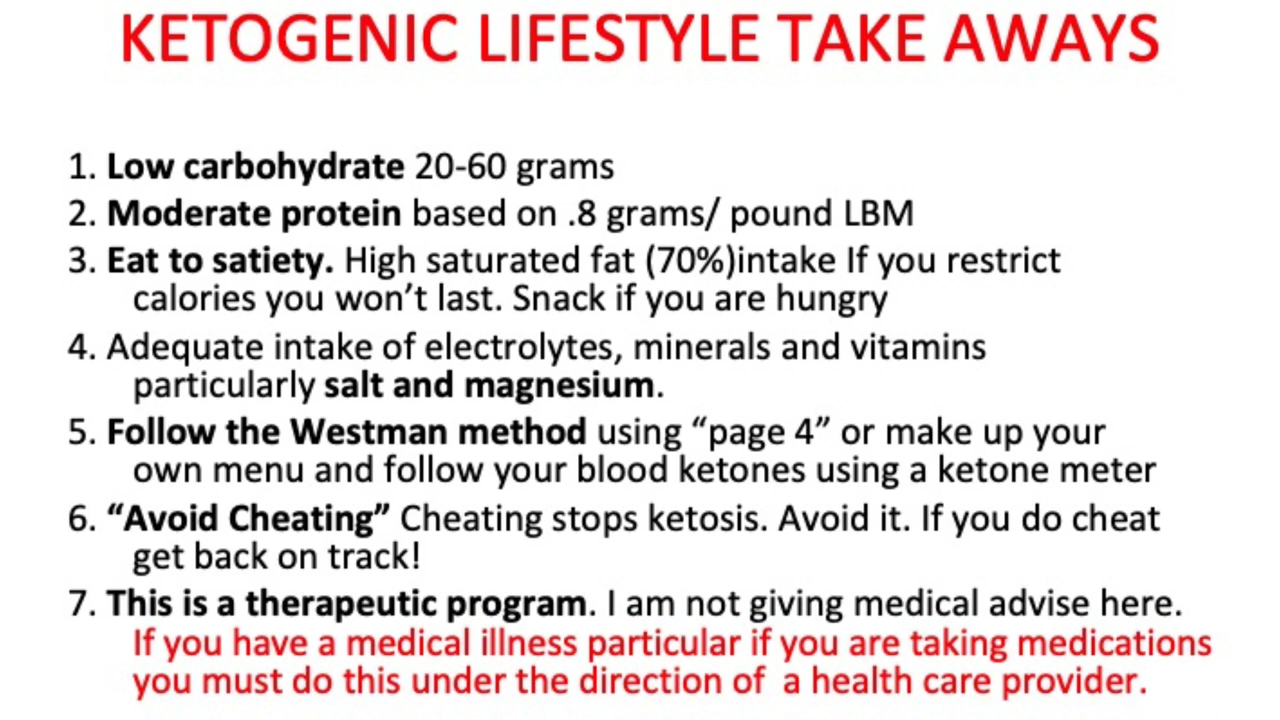 KETOGENIC LIFESTYLE TAKE AWAYS
1. Low carbohydrate 20-60 grams
2. Moderate protein based on .8 grams/ pound LBM
3. Eat to satiety. High saturated fat (70%)intake If you restrict
calories you won’t last. Snack if you are hungry
4. Adequate intake of electrolytes, minerals and vitamins
particularly salt and magnesium.
5. Follow the Westman method using “page 4” or make up your
own menu and follow your blood ketones using a ketone meter
6. “Avoid Cheating” Cheating stops ketosis. Avoid it. If you do cheat
get back on track!
7. This is a therapeutic program. I am not giving medical advise here.
If you have a medical illness particular if you are taking medications
you must do this under the direction of  a health care provider.